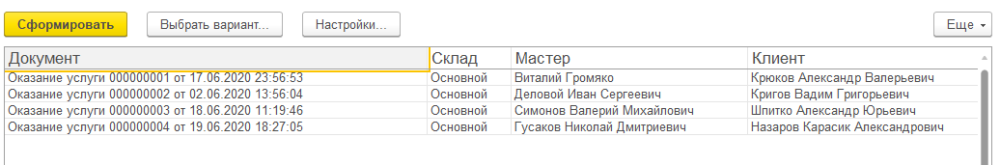 Сформировать Выбрать вариант... Настройки... Еще
Документ Склад Мастер Клиент
Оказание услуги 000000001 от 17.06.2020 23:56:53 Основной Виталий Громяко Крюков Александр Валерьевич
Оказание услуги 000000002 от 02.06.2020 13:56:04 Основной Деловой Иван Сергеевич Кригов Вадим Григорьевич
Оказание услуги 000000003 от 18.06.2020 11:19:46 Основной Симонов Валерий Михайлович Шпитко Александр Юрьевич
Оказание услуги 000000004 от 19.06.2020 18:27:05 Основной Гусаков Николай Дмитриевич Назаров Карасик Александрович